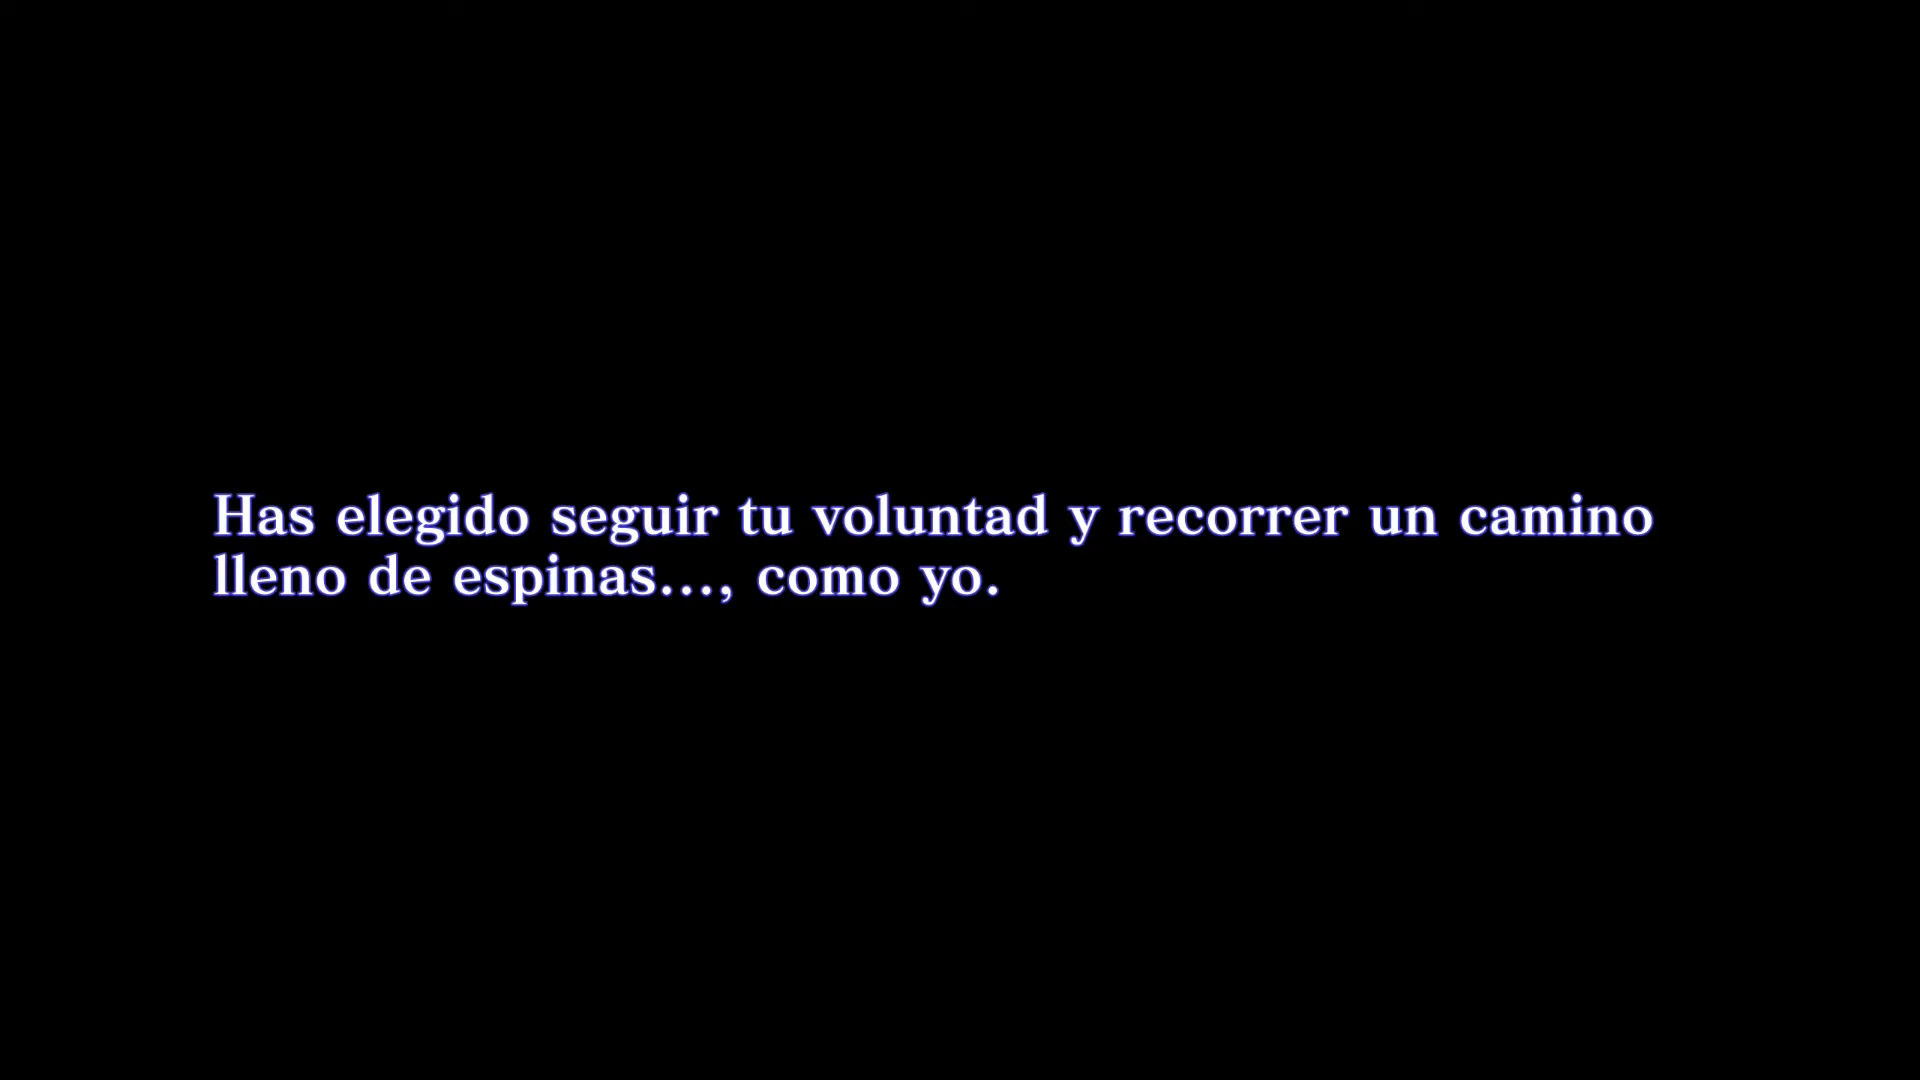 Has elegido seguir tu voluntad y recorrer un camino
lleno de espinas..., como yo.